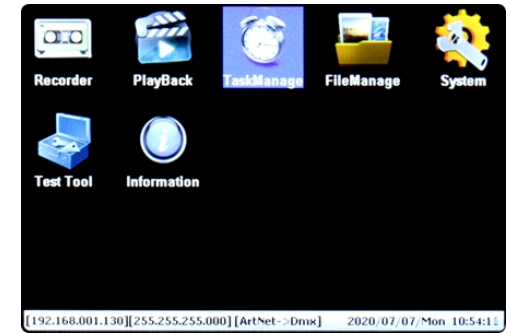 Recorder PlayBack TaskManage FileManage System
Test Tool Information
[192.168.001.130][255.255.255.000] [ArtNet->Dmx] 2020/07/07/Mon 10:54:11